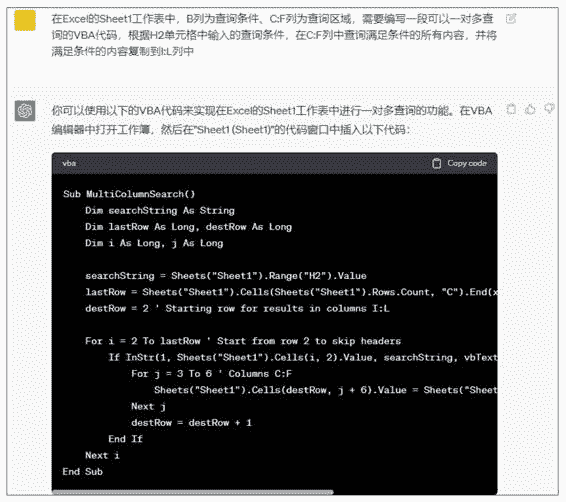 在Excel的Sheet1工作表中，B列为查询条件、C:F列为查询区域，需要编写一段可以一对多查
询的VBA代码，根据H2单元格中输入的查询条件，在C:F列中查询满足条件的所有内容，并将
满足条件的内容复制到I:L列中
你可以使用以下的VBA代码来实现在Excel的Sheet1工作表中进行一对多查询的功能。在VBA
编辑器中打开工作簿，然后在"Sheet1 (Sheet1)"的代码窗口中插入以下代码：
vba Copy code
Sub MultiColumnSearch()
Dim searchString As String
Dim lastRow As Long, destRow As Long
Dim i As Long, j As Long
searchString = Sheets("Sheet1").Range("H2").Value
lastRow = Sheets("Sheet1").Cells(Sheets("Sheet1").Rows.Count, "C").End(x
destRow = 2 ' Starting row for results in columns I:L
For i = 2 To lastRow ' Start from row 2 to skip headers
If InStr(1, Sheets("Sheet1").Cells(i, 2).Value, searchString, vbText
For j = 3 To 6 ' Columns C:F
Sheets("Sheet1").Cells(destRow, j + 6).Value = Sheets("Sheet
Next j
destRow = destRow + 1
End If
Next i
End Sub